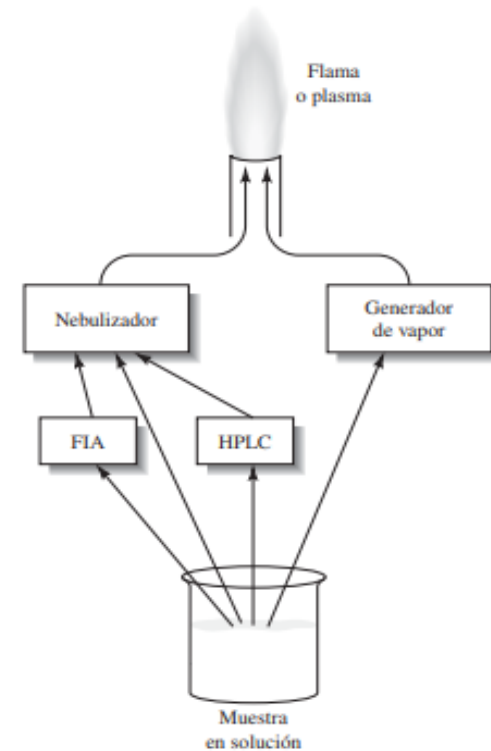 Flama
o plasma
Nebulizador
Generador
de vapor
FIA
HPLC
Muestra
en solución